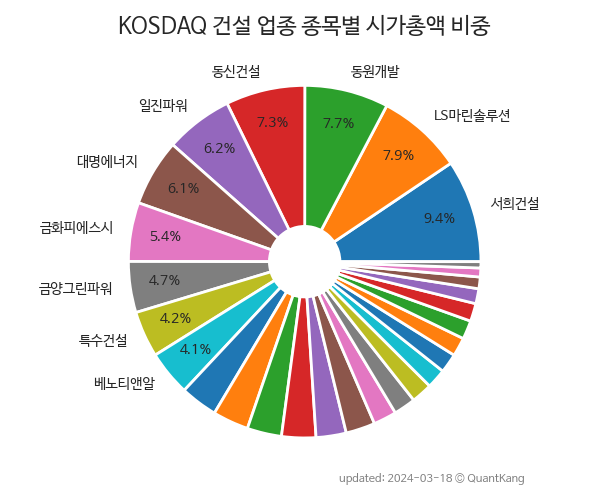 KOSDAQ 건설 업종 종목별 시가총액 비중
동신건설
동원개발
일진파워
LS마린솔루션
7.3%
7.7%
6.2%
7.9%
대명에너지
6.1%
서희건설
9.4%
금화피에스시
5.4%
금양그린파워
4.7%
4.2%
특수건설
4.1%
베노티앤알
updated: 2024-03-18 © QuantKang